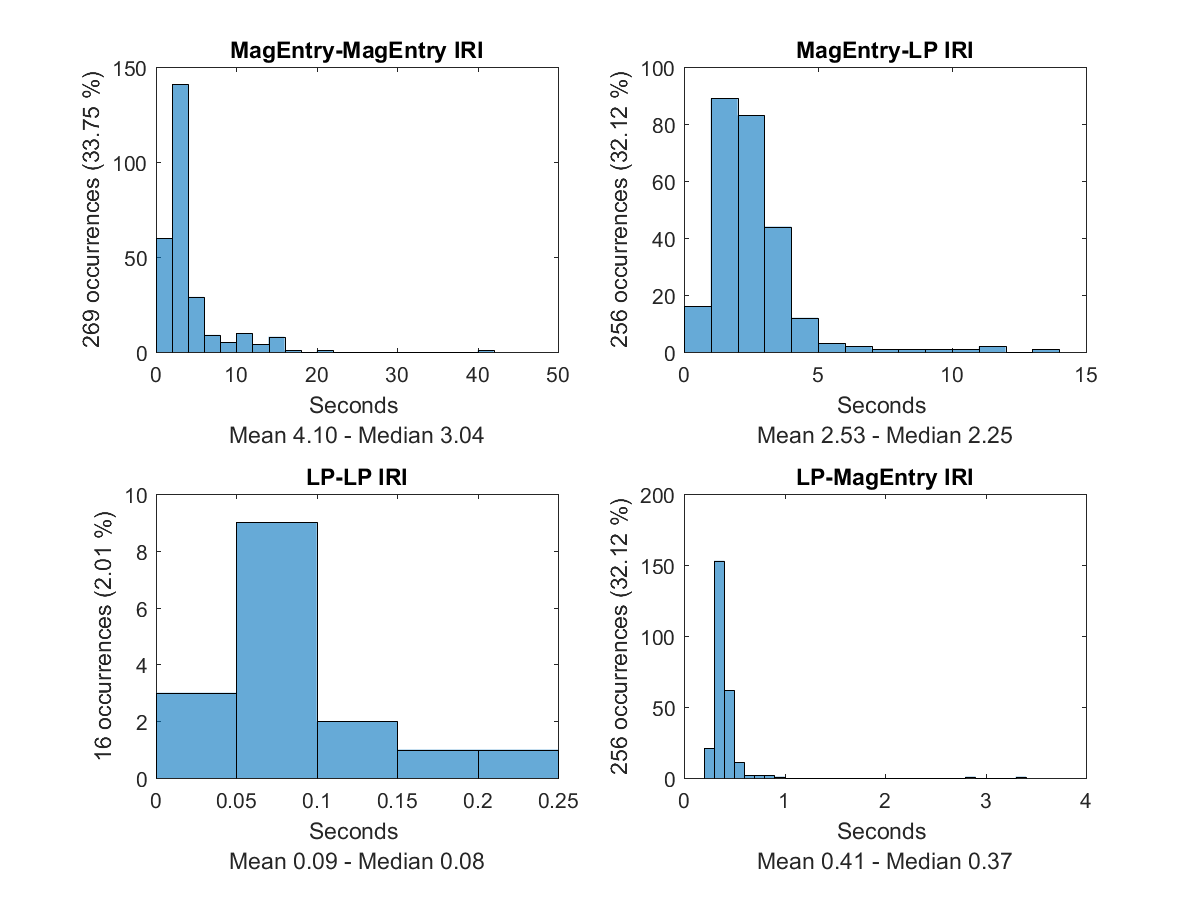 MagEntry-MagEntry IRI
269 occurrences (33.75 %)
150
100
50
0
0 10 20 30 40 50
Seconds
Mean 4.10 - Median 3.04
MagEntry-LP IRI
256 occurrences (32.12 %)
100
80
60
40
20
0
0 5 10 15
Seconds
Mean 2.53 - Median 2.25
LP-LP IRI
16 occurrences (2.01 %)
10
8
6
4
2
0
0 0.05 0.1 0.15 0.2 0.25
Seconds
Mean 0.09 - Median 0.08
LP-MagEntry IRI
256 occurrences (32.12 %)
200
150
100
50
0
0 1 2 3 4
Seconds
Mean 0.41 - Median 0.37